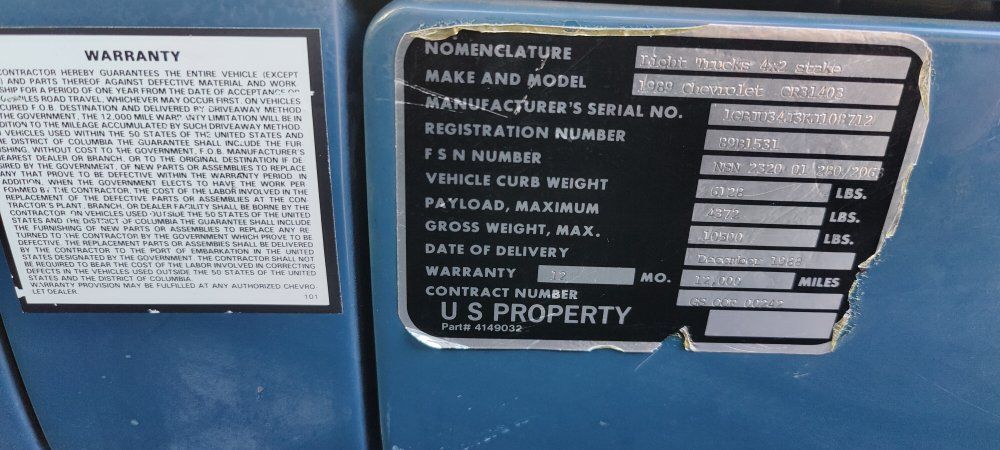 WARRANTY
CONTRACTOR HEREBY GUARANTEES THE ENTIRE VEHICLE (EXCEPT
AND PARTS THEREOF AGAINST DEFECTIVE MATERIAL AND WORK
SHIP FOR A PERIOD OF ONE YEAR FROM THE DATE OF ACCEPTANCE OR
MILES ROAD TRAVEL, WHICHEVER MAY OCCUR FIRST. ON VEHICLES
CURED F.O.B. DESTINATION AND DELIVERED BY DRIVEAWAY METHOD
THE GOVERNMENT, THE 12,000 MILE WARRANTY LIMITATION WILL BE IN
DITION TO THE MILEAGE ACCUMULATED BY SUCH DRIVEAWAY METHOD.
VEHICLES USED WITHIN THE 50 STATES OF THE UNITED STATES AND
E DISTRICT OF COLUMBIA THE GUARANTEE SHALL INCLUDE THE FUR
ISHING, WITHOUT COST TO THE GOVERNMENT, F.O.B. MANUFACTURER'S
EAREST DEALER OR BRANCH, OR TO THE ORIGINAL DESTINATION IF DE
SIRED BY THE GOVERNMENT, OF NEW PARTS OR ASSEMBLIES TO REPLACE
ANY THAT PROVE TO BE DEFECTIVE WITHIN THE WARRANTY PERIOD. IN
ADDITION, WHEN THE GOVERNMENT ELECTS TO HAVE THE WORK PER
FORMED BY THE CONTRACTOR, THE COST OF THE LABOR INVOLVED IN THE
REPLACEMENT OF THE DEFECTIVE PARTS OR ASSEMBLIES AT THE CON
TRACTOR'S PLANT, BRANCH, OR DEALER FACILITY SHALL BE BORNE BY THE
CONTRACTOR ON VEHICLES USED OUTSIDE THE 50 STATES OF THE UNITED
STATES AND THE DISTRICT OF COLUMBIA THE GUARANTEE SHALL INCLUDE
THE FURNISHING OF NEW PARTS OR ASSEMBLIES TO REPLACE ANY RE
TURNED TO THE CONTRACTOR BY THE GOVERNMENT WHICH PROVE TO BE
DEFECTIVE. THE REPLACEMENT PARTS OR ASSEMBIES SHALL BE DELIVERED
BY THE CONTRACTOR TO THE PORT OF EMBARKATION IN THE UNITED
STATES DESIGNATED BY THE GOVERNMENT. THE CONTRACTOR SHALL NOT
BE REQUIRED TO BEAR THE COST OF THE LABOR INVOLVED IN CORRECTING
DEFECTS IN THE VEHICLES USED OUTSIDE THE 50 STATES OF THE UNITED
STATES AND THE DISTRICT OF COLUMBIA.
WARRANTY PROVISION MAY BE FULFILLED AT ANY AUTHORIZED CHEVRO-
LET DEALER. 101
NOMENCLATURE Light Trucks 4x2 stake
MAKE AND MODEL 1989 Chevrolet CR31403
MANUFACTURER'S SERIAL NO.
REGISTRATION NUMBER 89B1531
F S N NUMBER NSN 2320 01 280/2068
VEHICLE CURB WEIGHT 6128 LBS.
PAYLOAD, MAXIMUM 4372 LBS.
GROSS WEIGHT, MAX. 10500 LBS.
DATE OF DELIVERY December 1988
WARRANTY 12 MO. 12,000 MILES
CONTRACT NUMBER
U S PROPERTY
Part# 4149032